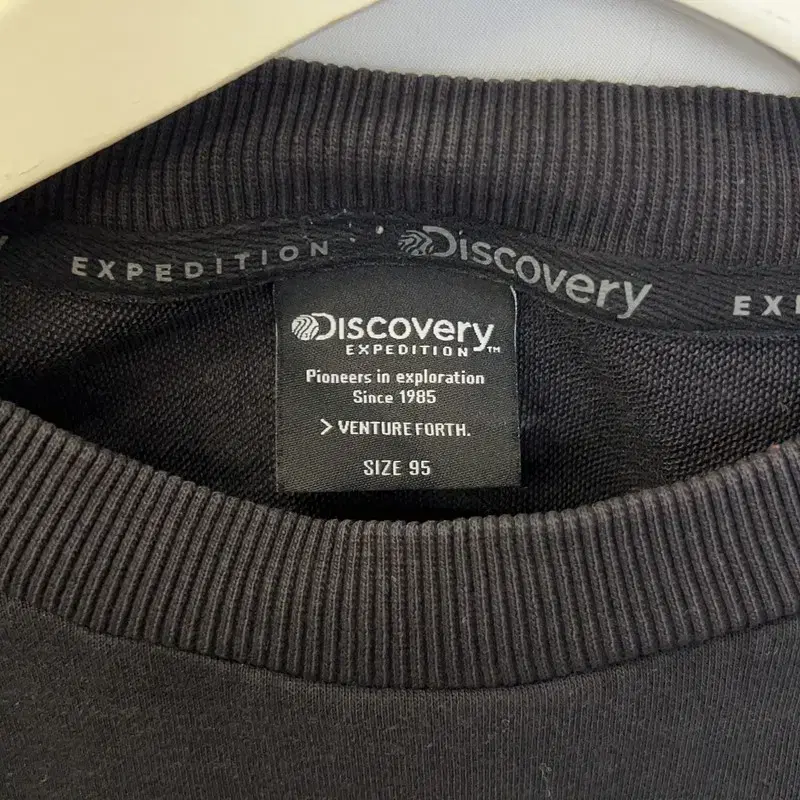 EXPEDITION
DISCOVERY
EXP
DISCOVERY
EXPEDITION™
Pioneers in exploration
Since 1985
> VENTURE FORTH.
SIZE 95